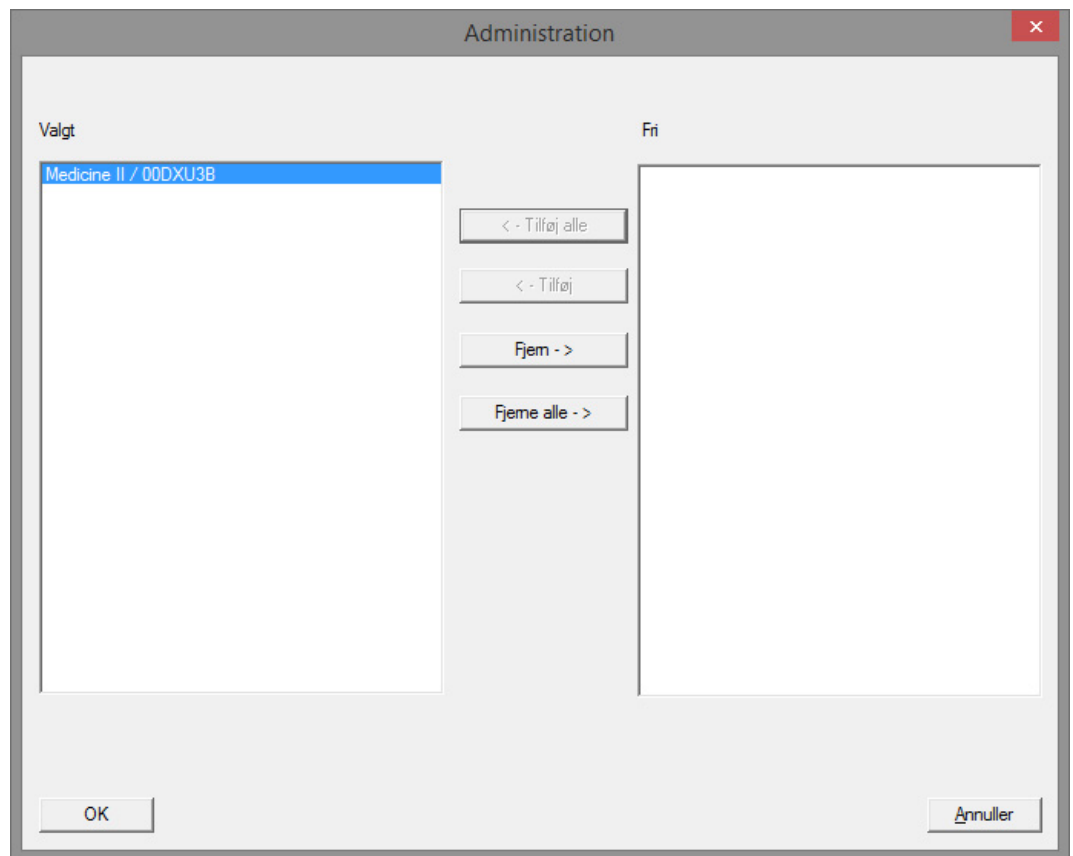 Administration
Valgt
Fri
Medicine II / 00DXU3B
< - Tilføj alle
< - Tilføj
Fjern - >
Fjerne alle - >
OK
Annuller